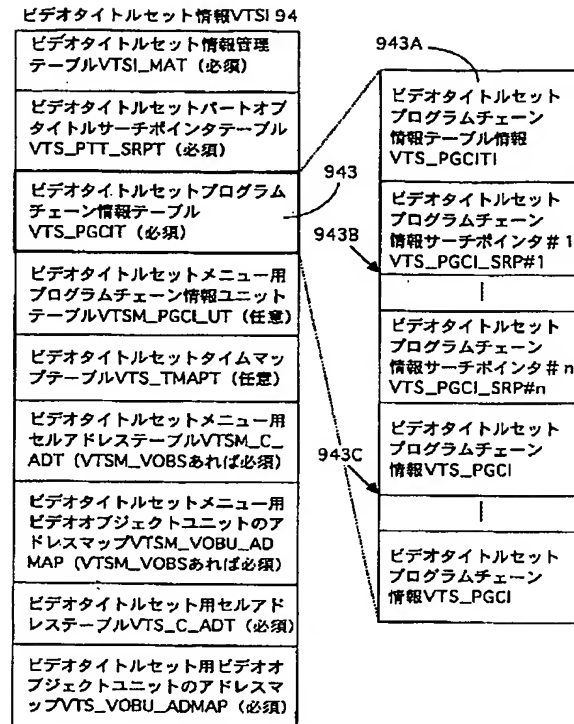 ビデオタイトルセット情報VTSI 94
ビデオタイトルセット情報管理
テーブルVTSI_MAT（必須）
ビデオタイトルセットパートオブ
タイトルサーチポインタテーブル
VTS_PTT_SRPT（必須）
ビデオタイトルセットプログラム
チェーン情報テーブル
VTS_PGCIT（必須）
ビデオタイトルセットメニュー用
プログラムチェーン情報ユニット
テーブルVTSM_PGCI_UT（任意）
ビデオタイトルセットタイムマッ
プテーブルVTS_TMAPT（任意）
ビデオタイトルセットメニュー用
セルアドレステーブルVTSM_C_
ADT（VTSM_VOBSあれば必須）
ビデオタイトルセットメニュー用
ビデオオブジェクトユニットのア
ドレスマップVTSM_VOBU_AD
MAP（VTSM_VOBSあれば必須）
ビデオタイトルセット用セルアド
レステーブルVTS_C_ADT（必須）
ビデオタイトルセット用ビデオオ
ブジェクトユニットのアドレスマ
ップVTS_VOBU_ADMAP（必須）
943
943A
ビデオタイトルセット
プログラムチェーン
情報テーブル情報
VTS_PGCITI
943B
ビデオタイトルセット
プログラムチェーン
情報サーチポインタ＃1
VTS_PGCI_SRP#1
ビデオタイトルセット
プログラムチェーン
情報サーチポインタ＃n
VTS_PGCI_SRP#n
943C
ビデオタイトルセット
プログラムチェーン
情報VTS_PGCI
ビデオタイトルセット
プログラムチェーン
情報VTS_PGCI